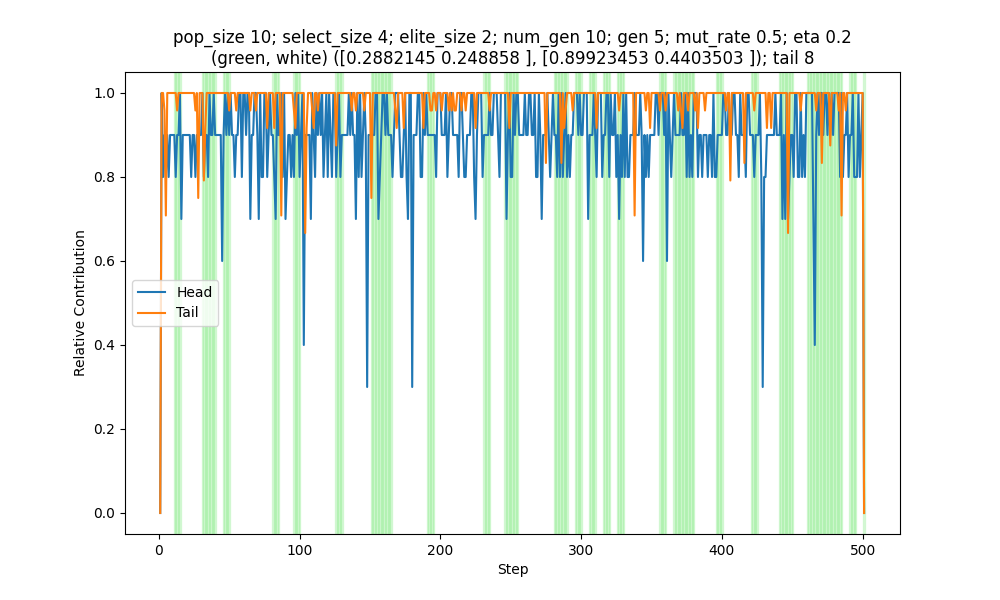 pop_size 10; select_size 4; elite_size 2; num_gen 10; gen 5; mut_rate 0.5; eta 0.2
(green, white) ([0.2882145 0.248858 ], [0.89923453 0.4403503 ]); tail 8
1.0
0.8
0.6
0.4
0.2
0.0
Relative Contribution
Head
Tail
0 100 200 300 400 500
Step